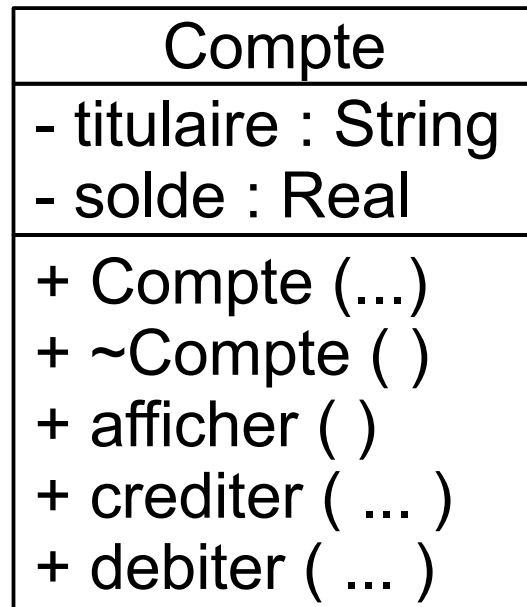 Compte
- titulaire : String
- solde : Real
+ Compte (...)
+ ~Compte ( )
+ afficher ( )
+ crediter ( ... )
+ debiter ( ... )